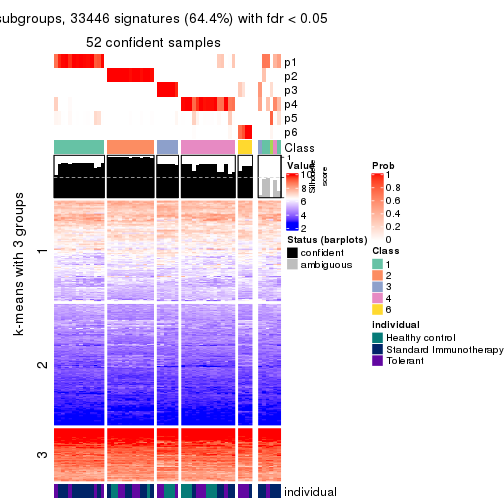 subgroups, 33446 signatures (64.4%) with fdr < 0.05
52 confident samples
p1
p2
p3
p4
p5
p6
Class
1
Silhouette
score
Value
10
8
6
4
2
Prob
1
0.8
0.6
0.4
0.2
0
Status (barplots)
confident
ambiguous
Class
1
2
3
4
6
individual
Healthy control
Standard Immunotherapy
Tolerant
k-means with 3 groups
1
2
3
individual